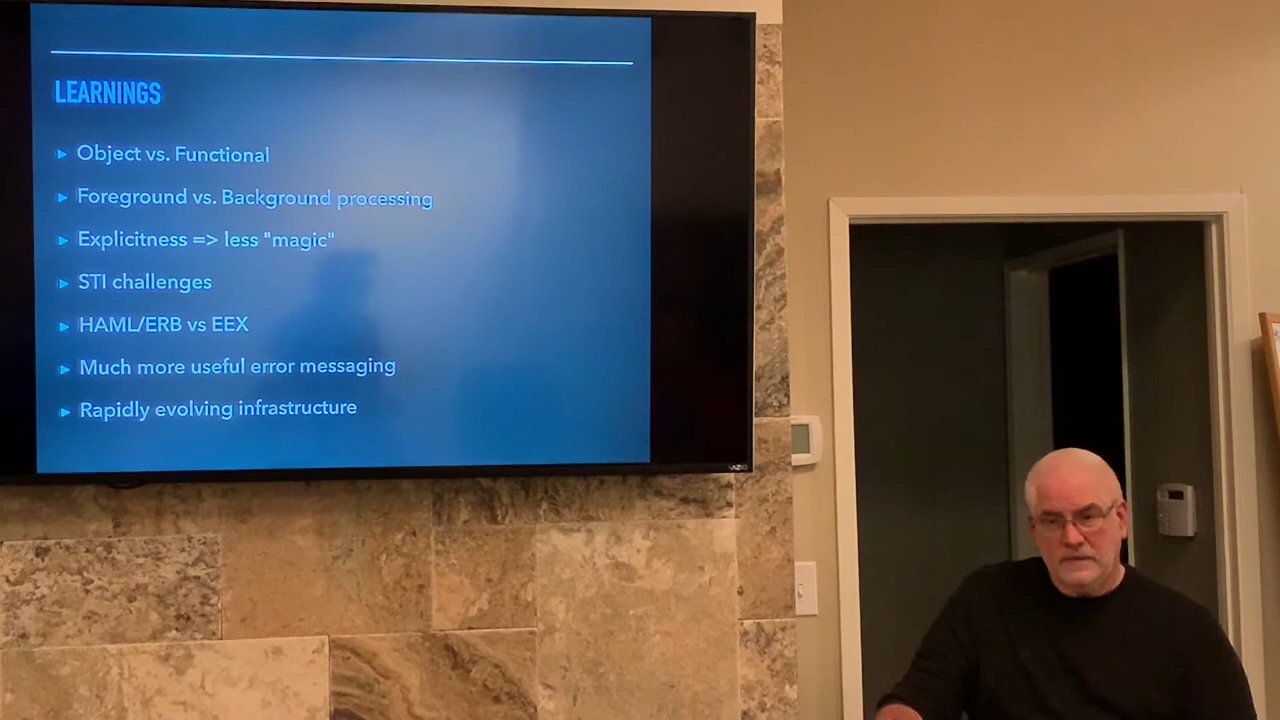 LEARNINGS
Object vs. Functional
Foreground vs. Background processing
Explicitness => less "magic"
STI challenges
HAML/ERB vs EEX
Much more useful error messaging
Rapidly evolving infrastructure
VIZIO